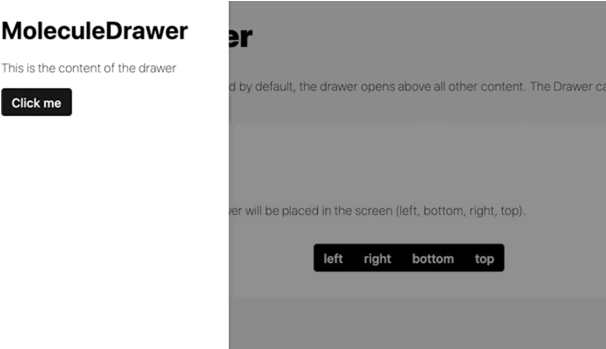 MoleculeDrawer
This is the content of the drawer
Click me
er
d by default, the drawer opens above all other content. The Drawer ca
er will be placed in the screen (left, bottom, right, top).
left right bottom top